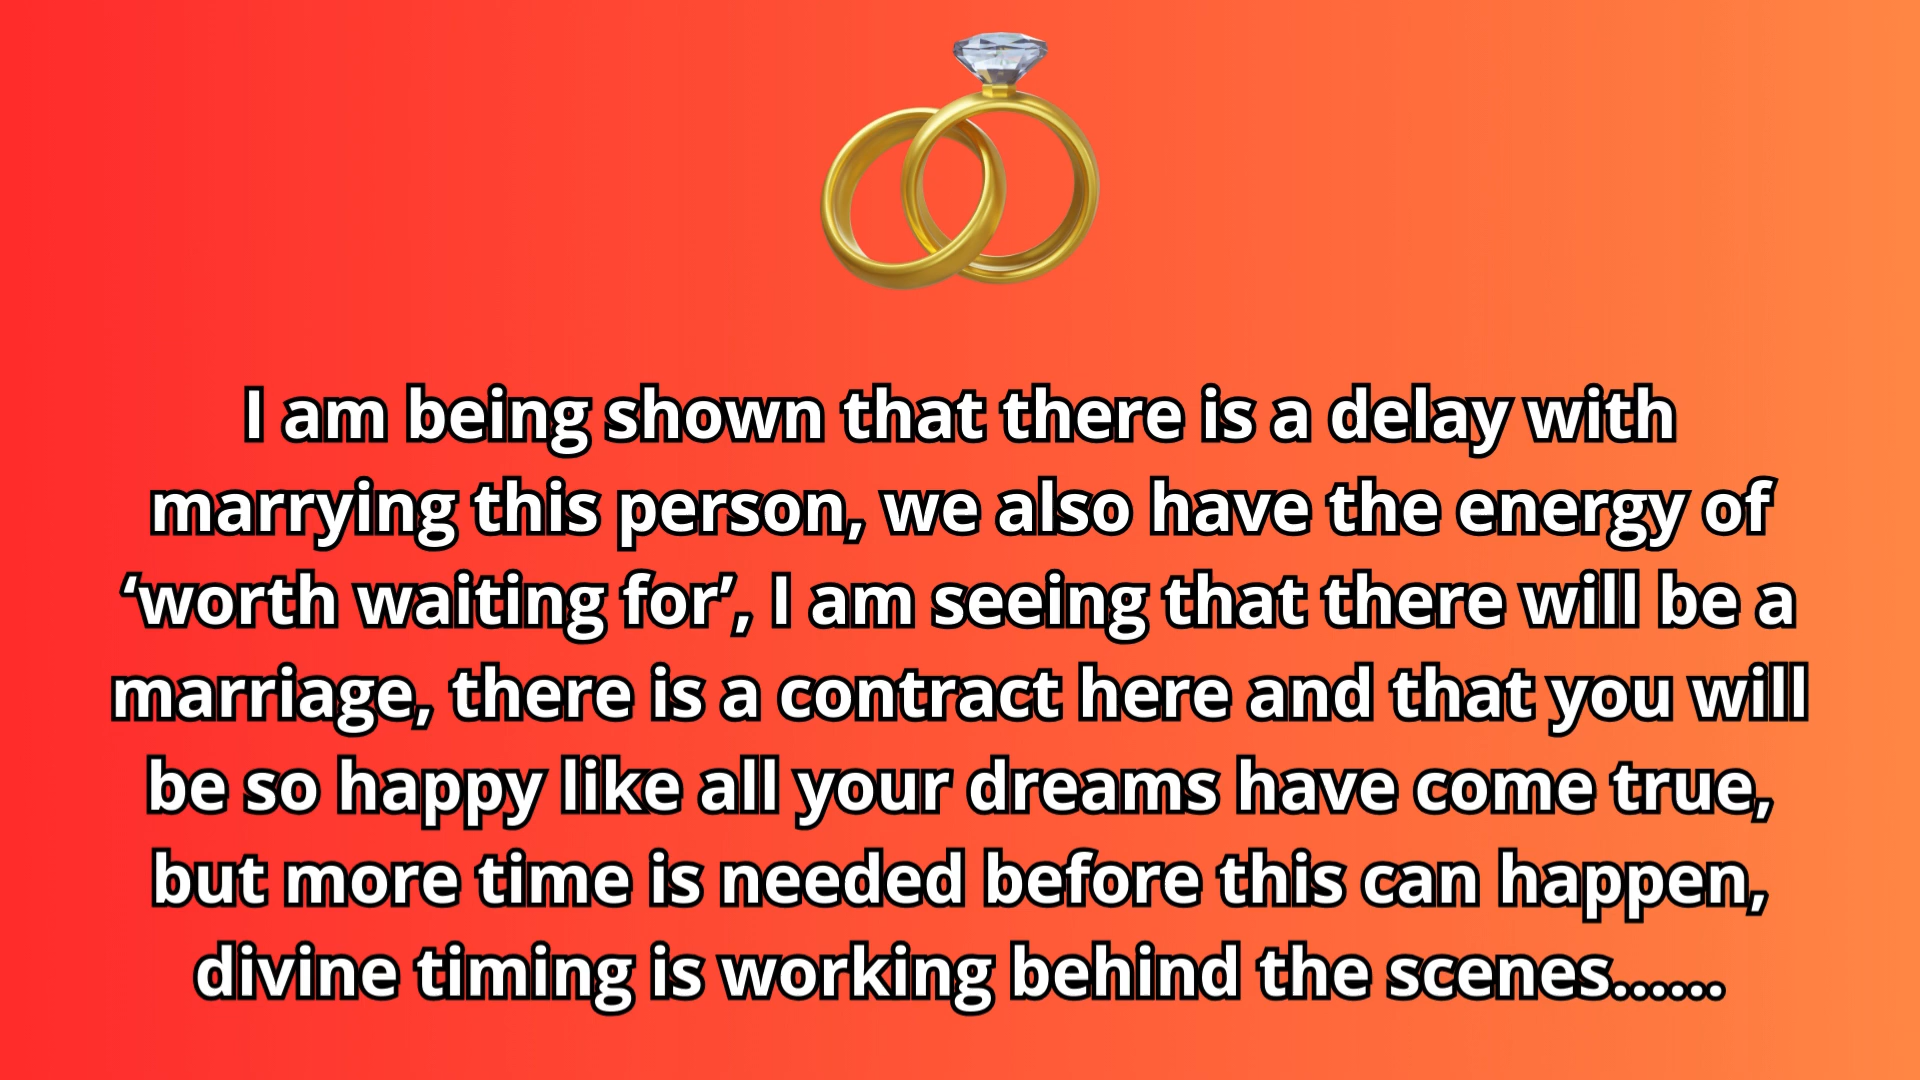 I am being shown that there is a delay with
marrying this person, we also have the energy of
‘worth waiting for’, I am seeing that there will be a
marriage, there is a contract here and that you will
be so happy like all your dreams have come true,
but more time is needed before this can happen,
divine timing is working behind the scenes......